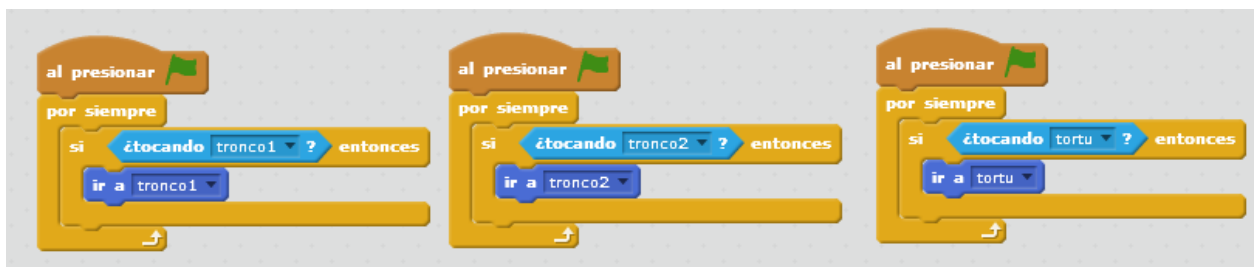 al presionar
por siempre
si ¿tocando tronco1 ? entonces
ir a tronco1
al presionar
por siempre
si ¿tocando tronco2 ? entonces
ir a tronco2
al presionar
por siempre
si ¿tocando tortu ? entonces
ir a tortu